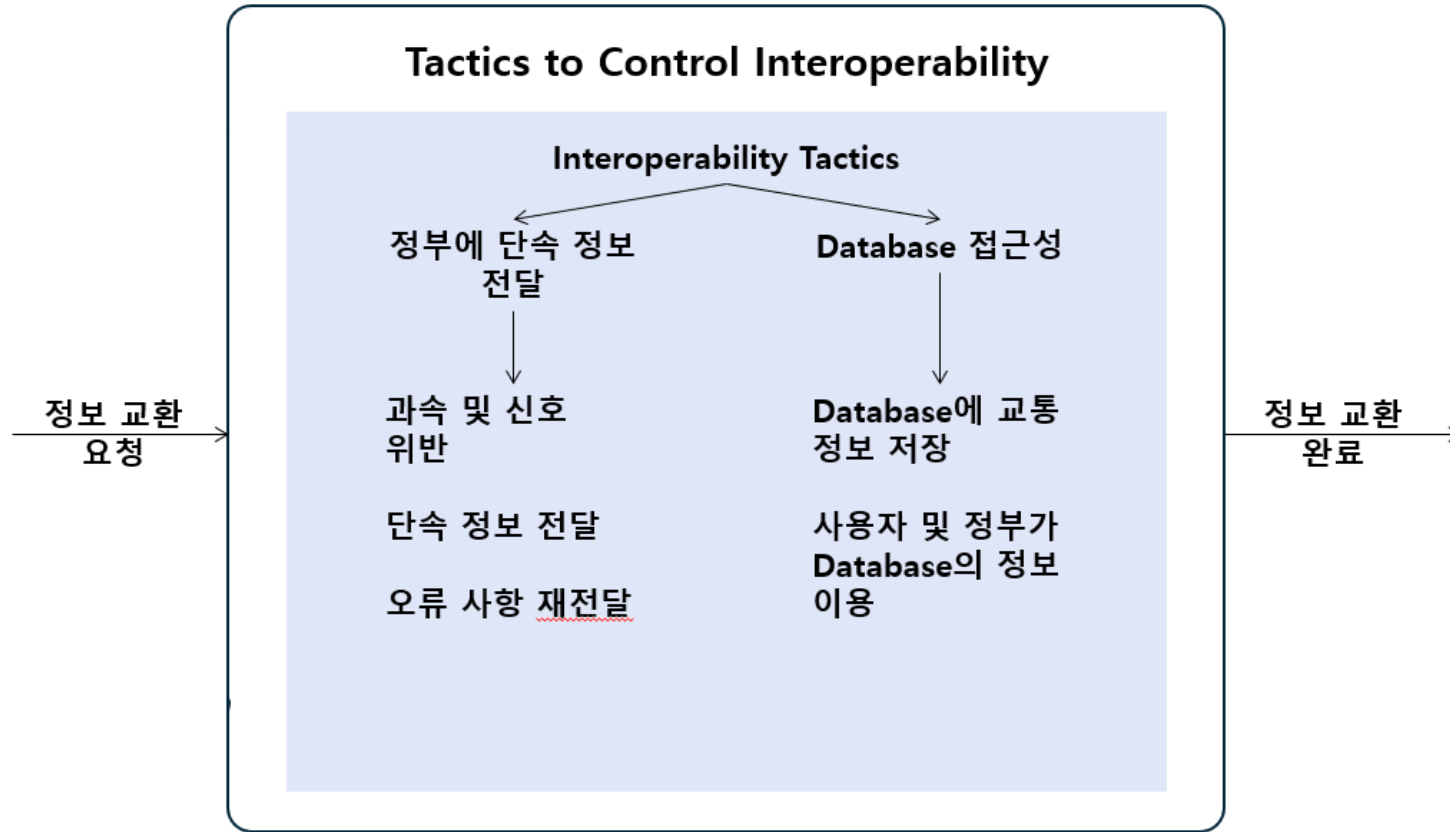 Tactics to Control Interoperability
Interoperability Tactics
정부에 단속 정보
전달
Database 접근성
과속 및 신호
위반
단속 정보 전달
오류 사항 재전달
Database에 교통
정보 저장
사용자 및 정부가
Database의 정보
이용
정보 교환
요청
정보 교환
완료